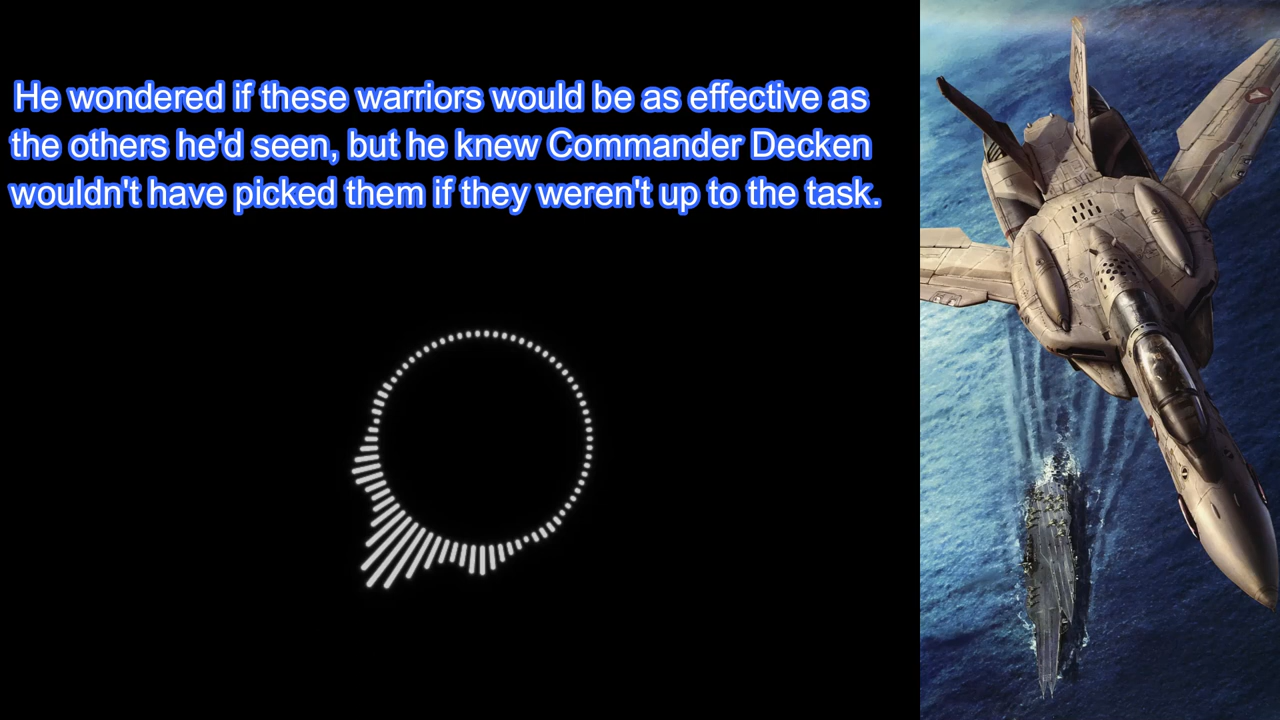 He wondered if these warriors would be as effective as
the others he'd seen, but he knew Commander Decken
wouldn't have picked them if they weren't up to the task.